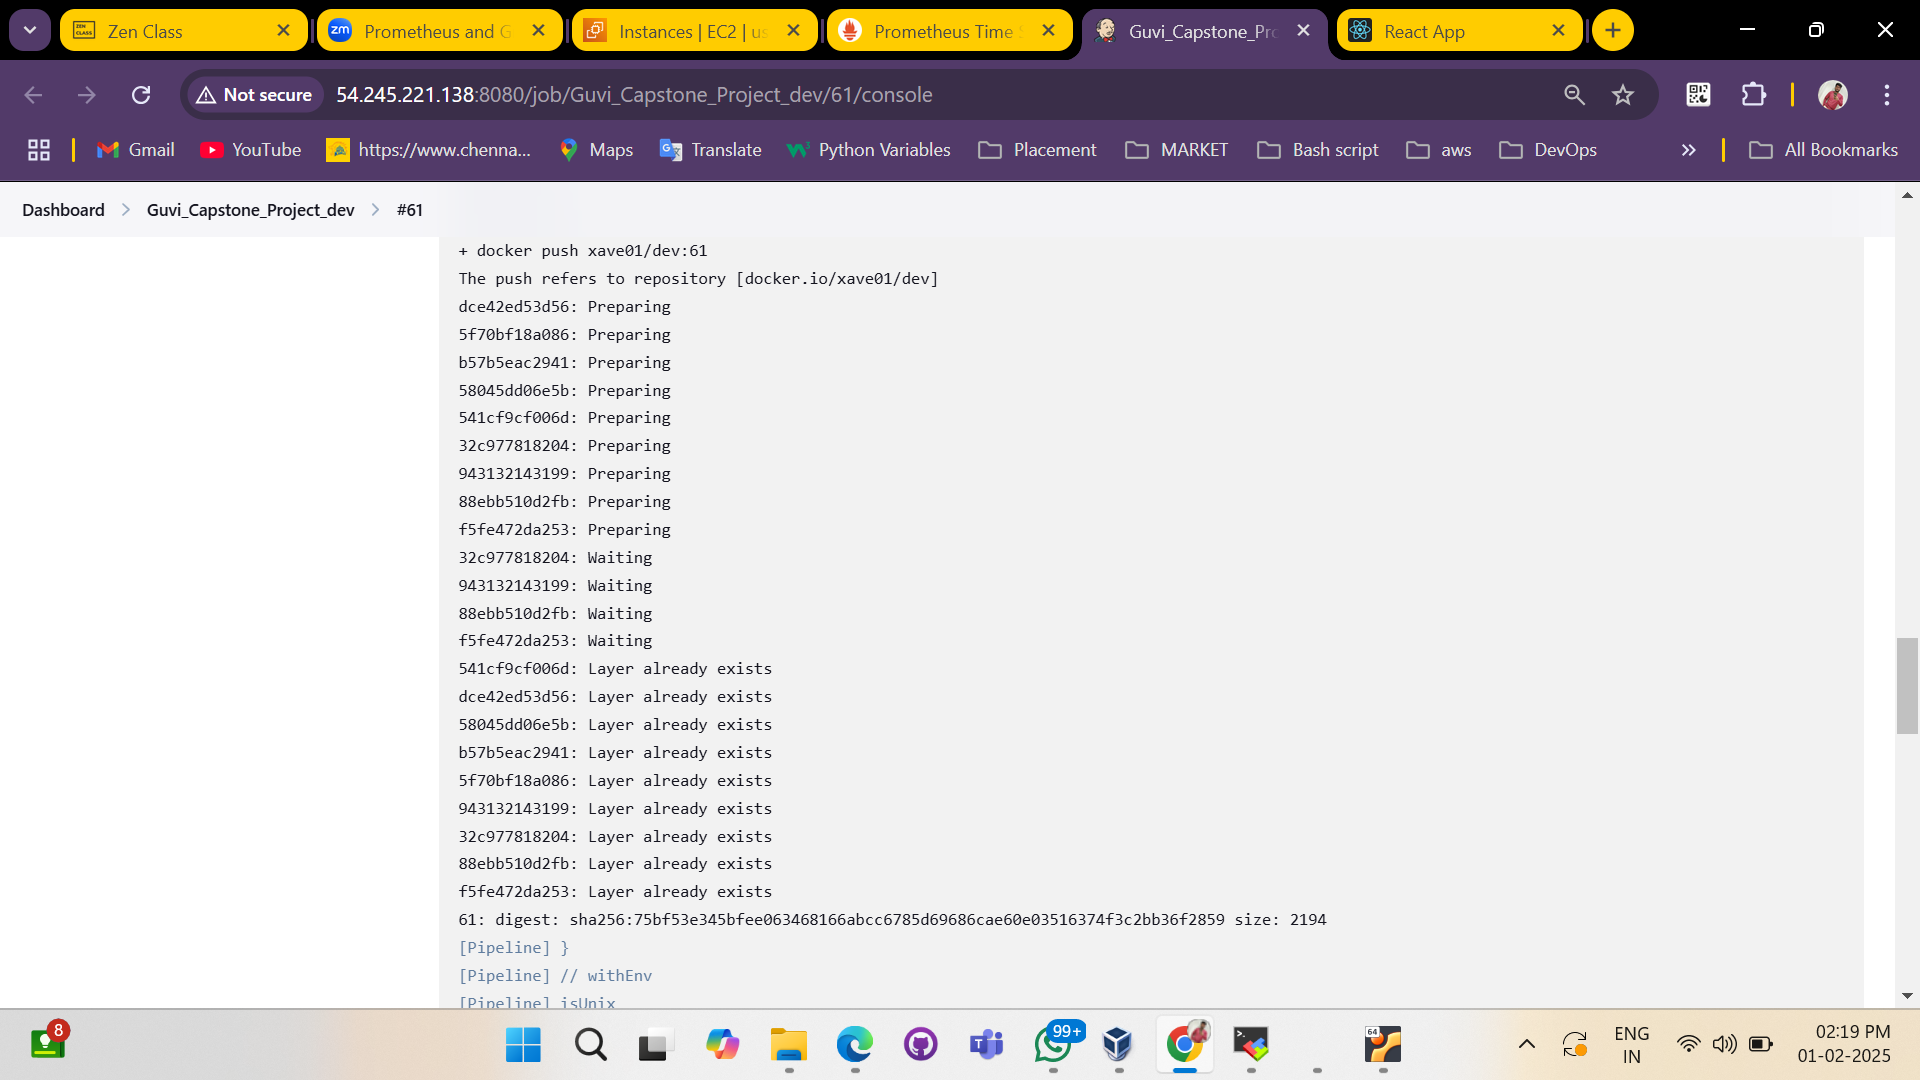 Zen Class
Prometheus and G
Instances | EC2 | us
Prometheus Time S
Guvi_Capstone_Pro
React App
Not secure
54.245.221.138:8080/job/Guvi_Capstone_Project_dev/61/console
Gmail
YouTube
https://www.chenna...
Maps
Translate
Python Variables
Placement
MARKET
Bash script
aws
DevOps
All Bookmarks
Dashboard
Guvi_Capstone_Project_dev
#61
+ docker push xave01/dev:61
The push refers to repository [docker.io/xave01/dev]
dce42ed53d56: Preparing
5f70bf18a086: Preparing
b57b5eac2941: Preparing
58045dd06e5b: Preparing
541cf9cf006d: Preparing
32c977818204: Preparing
943132143199: Preparing
88ebb510d2fb: Preparing
f5fe472da253: Preparing
32c977818204: Waiting
943132143199: Waiting
88ebb510d2fb: Waiting
f5fe472da253: Waiting
541cf9cf006d: Layer already exists
dce42ed53d56: Layer already exists
58045dd06e5b: Layer already exists
b57b5eac2941: Layer already exists
5f70bf18a086: Layer already exists
943132143199: Layer already exists
32c977818204: Layer already exists
88ebb510d2fb: Layer already exists
f5fe472da253: Layer already exists
61: digest: sha256:75bf53e345bfee063468166abcc6785d69686cae60e03516374f3c2bb36f2859 size: 2194
[Pipeline] }
[Pipeline] // withEnv
[Pipeline] isUnix
8
99+
64
ENG
IN
02:19 PM
01-02-2025